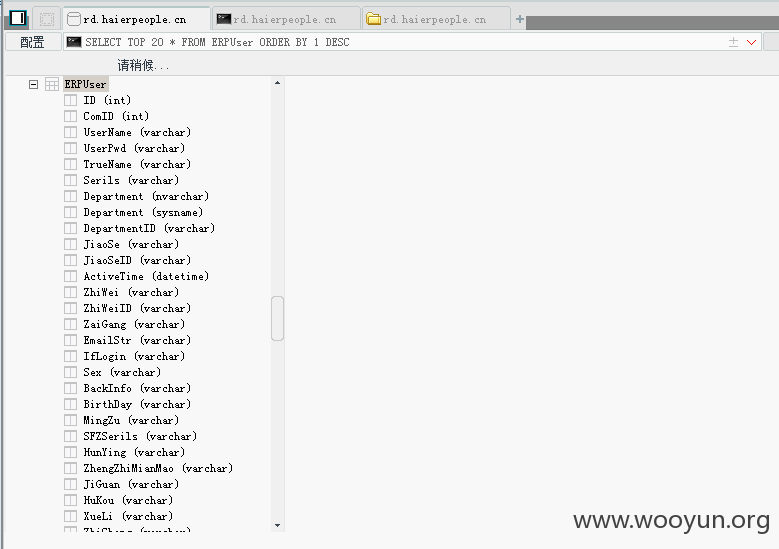 rd.haierpeople.cn
rd.haierpeople.cn
rd.haierpeople.cn
配置
SELECT TOP 20 * FROM ERPUser ORDER BY 1 DESC
请稍候...
ERPUser
ID (int)
ComID (int)
UserName (varchar)
UserPwd (varchar)
TrueName (varchar)
Serils (varchar)
Department (nvarchar)
Department (sysname)
DepartmentID (varchar)
JiaoSe (varchar)
JiaoSeID (varchar)
ActiveTime (datetime)
ZhiWei (varchar)
ZhiWeiID (varchar)
ZaiGang (varchar)
EmailStr (varchar)
IfLogin (varchar)
Sex (varchar)
BackInfo (varchar)
BirthDay (varchar)
MingZu (varchar)
SFZSerils (varchar)
HunYing (varchar)
ZhengZhiMianMao (varchar)
JiGuan (varchar)
HuKou (varchar)
XueLi (varchar)
www.wooyun.org